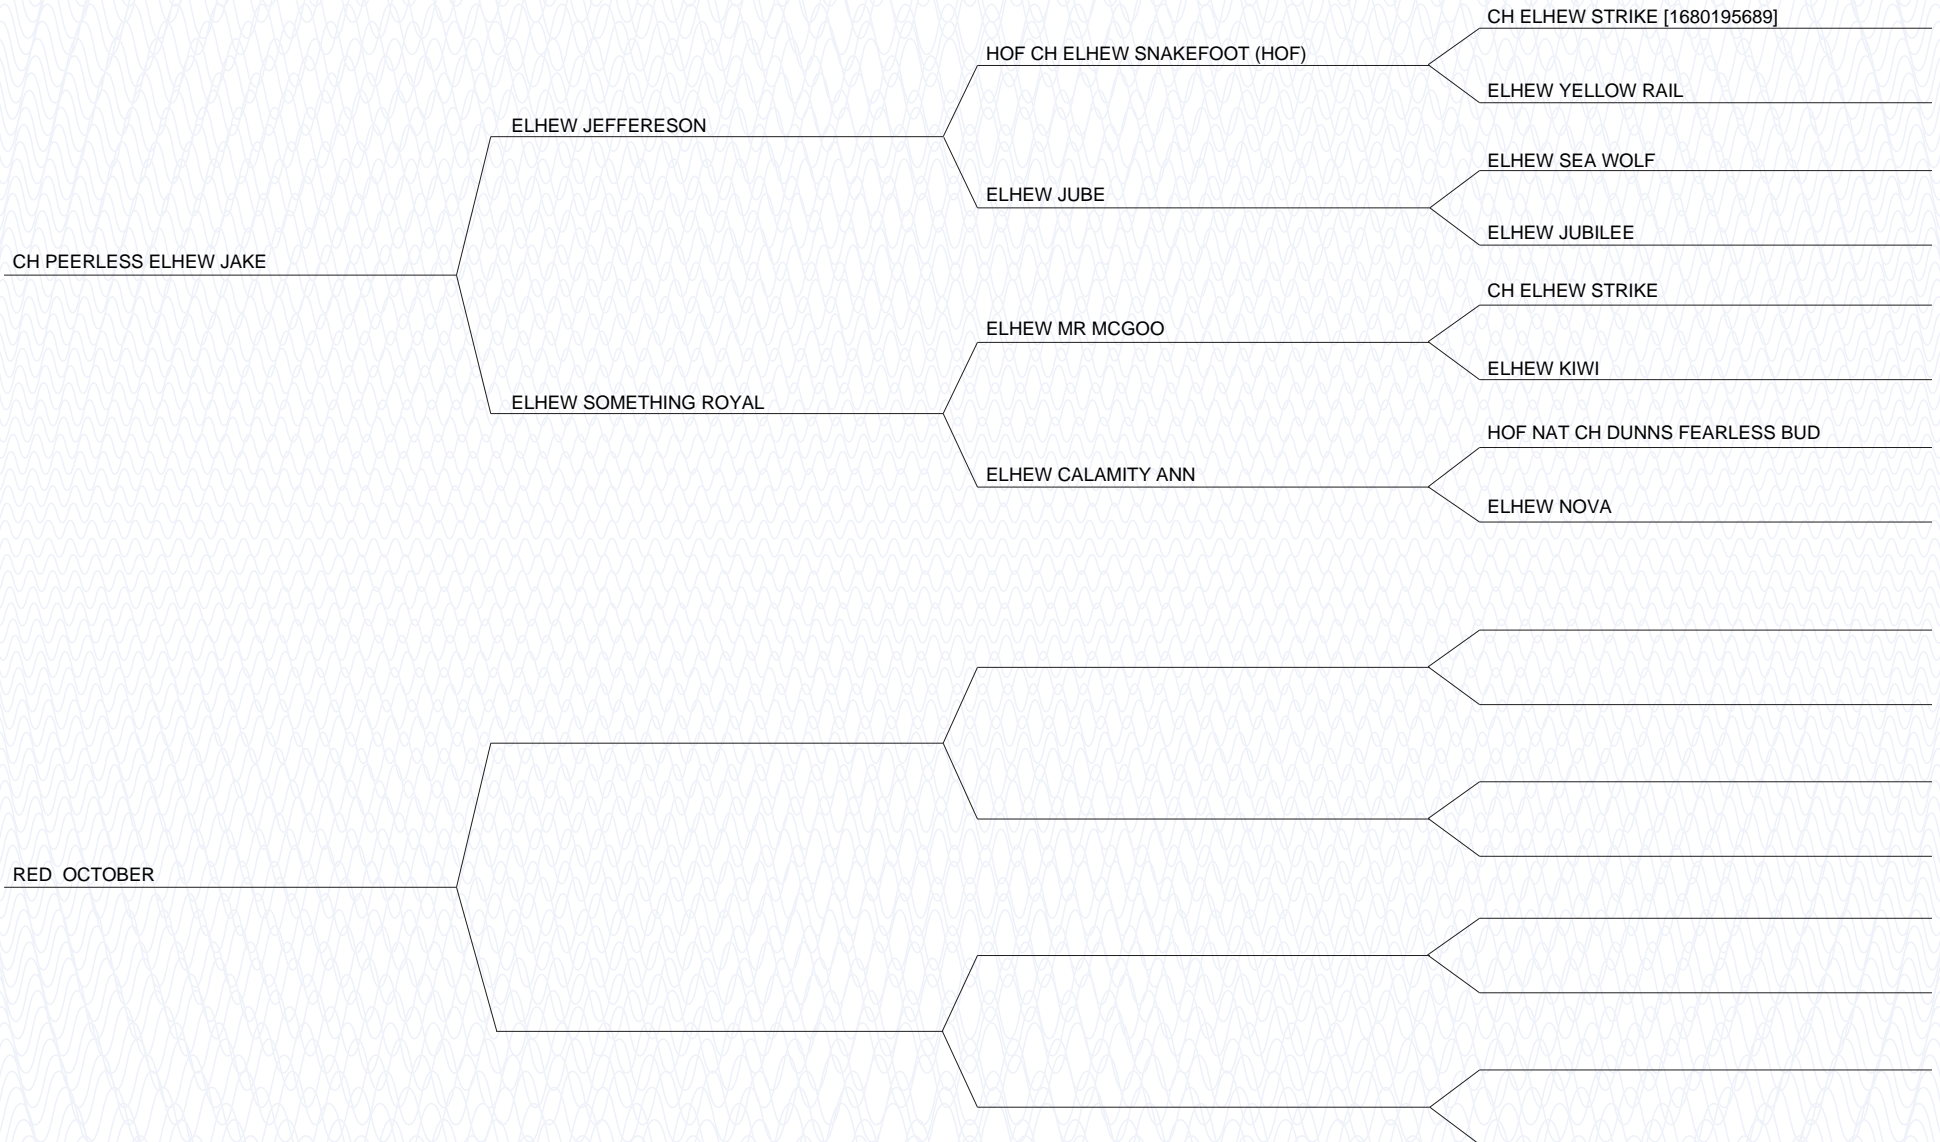 CH ELHEW STRIKE [1680195689]
HOF CH ELHEW SNAKEFOOT (HOF)
ELHEW YELLOW RAIL
ELHEW JEFFERESON
ELHEW SEA WOLF
ELHEW JUBE
ELHEW JUBILEE
CH PEERLESS ELHEW JAKE
CH ELHEW STRIKE
ELHEW MR MCGOO
ELHEW KIWI
ELHEW SOMETHING ROYAL
HOF NAT CH DUNNS FEARLESS BUD
ELHEW CALAMITY ANN
ELHEW NOVA
RED  OCTOBER